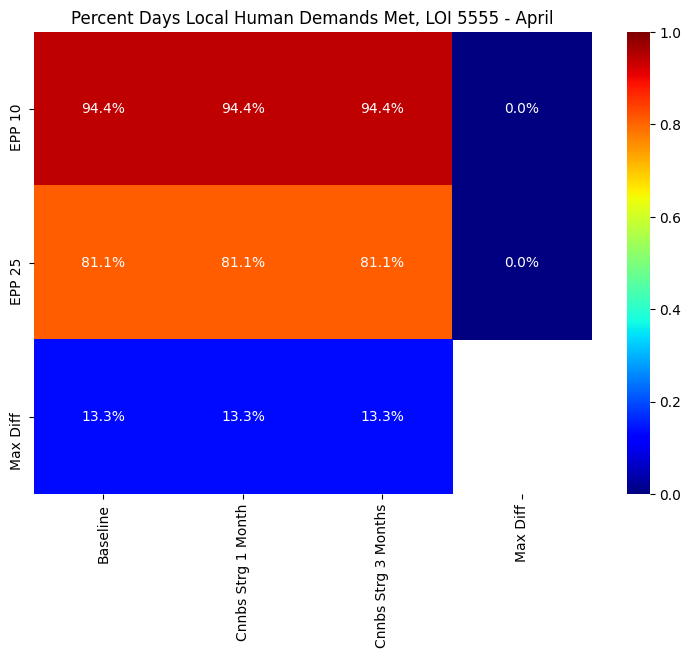 Percent Days Local Human Demands Met, LOI 5555 - April
EPP 10
94.4%
94.4%
94.4%
0.0%
EPP 25
81.1%
81.1%
81.1%
0.0%
Max Diff
13.3%
13.3%
13.3%
Baseline
Cnnbs Strg 1 Month
Cnnbs Strg 3 Months
Max Diff
1.0
0.8
0.6
0.4
0.2
0.0